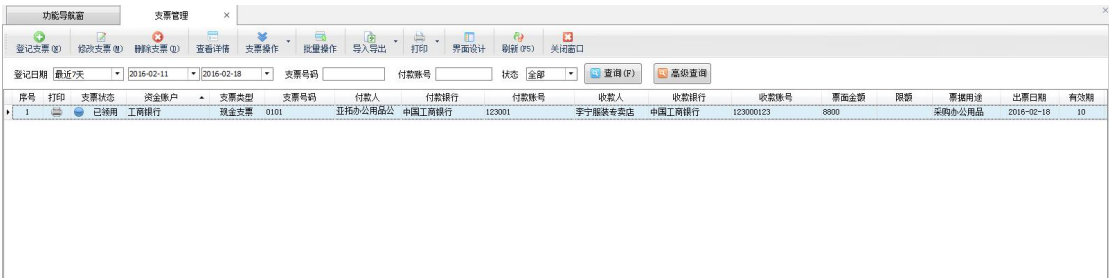 功能导航窗 支票管理 ×
登记支票(N) 修改支票(M) 删除支票(D) 查看详情 支票操作 批量操作 导入导出 打印 界面设计 刷新(F5) 关闭窗口
登记日期 最近7天 2016-02-11 2016-02-18 支票号码 付款账号 状态 全部 查询(F) 高级查询
序号 打印 支票状态 资金账户 支票类型 支票号码 付款人 付款银行 付款账号 收款人 收款银行 收款账号 票面金额 限额 票据用途 出票日期 有效期
1 已领用 工商银行 现金支票 0101 亚拓办公用品公 中国工商银行 123001 李宁服装专卖店 中国工商银行 123000123 8800 采购办公用品 2016-02-18 10